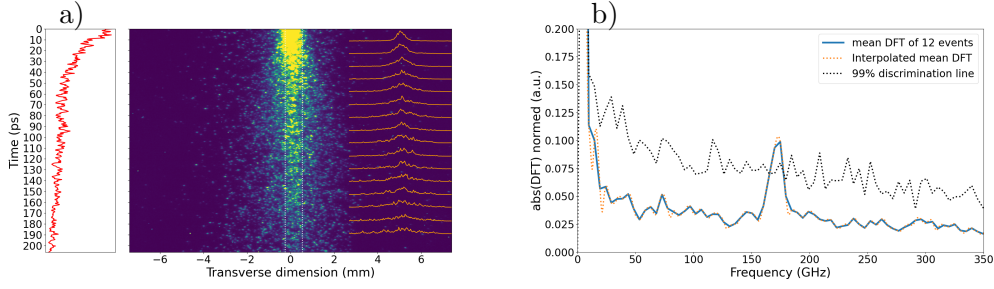 a)
0
10
20
30
40
50
60
70
80
90
100
110
120
130
140
150
160
170
180
190
200
Time (ps)
−6 −4 −2 0 2 4 6
Transverse dimension (mm)
b)
0.200
0.175
0.150
0.125
0.100
0.075
0.050
0.025
0.000
abs(DFT) normed (a.u.)
mean DFT of 12 events
Interpolated mean DFT
99% discrimination line
0 50 100 150 200 250 300 350
Frequency (GHz)